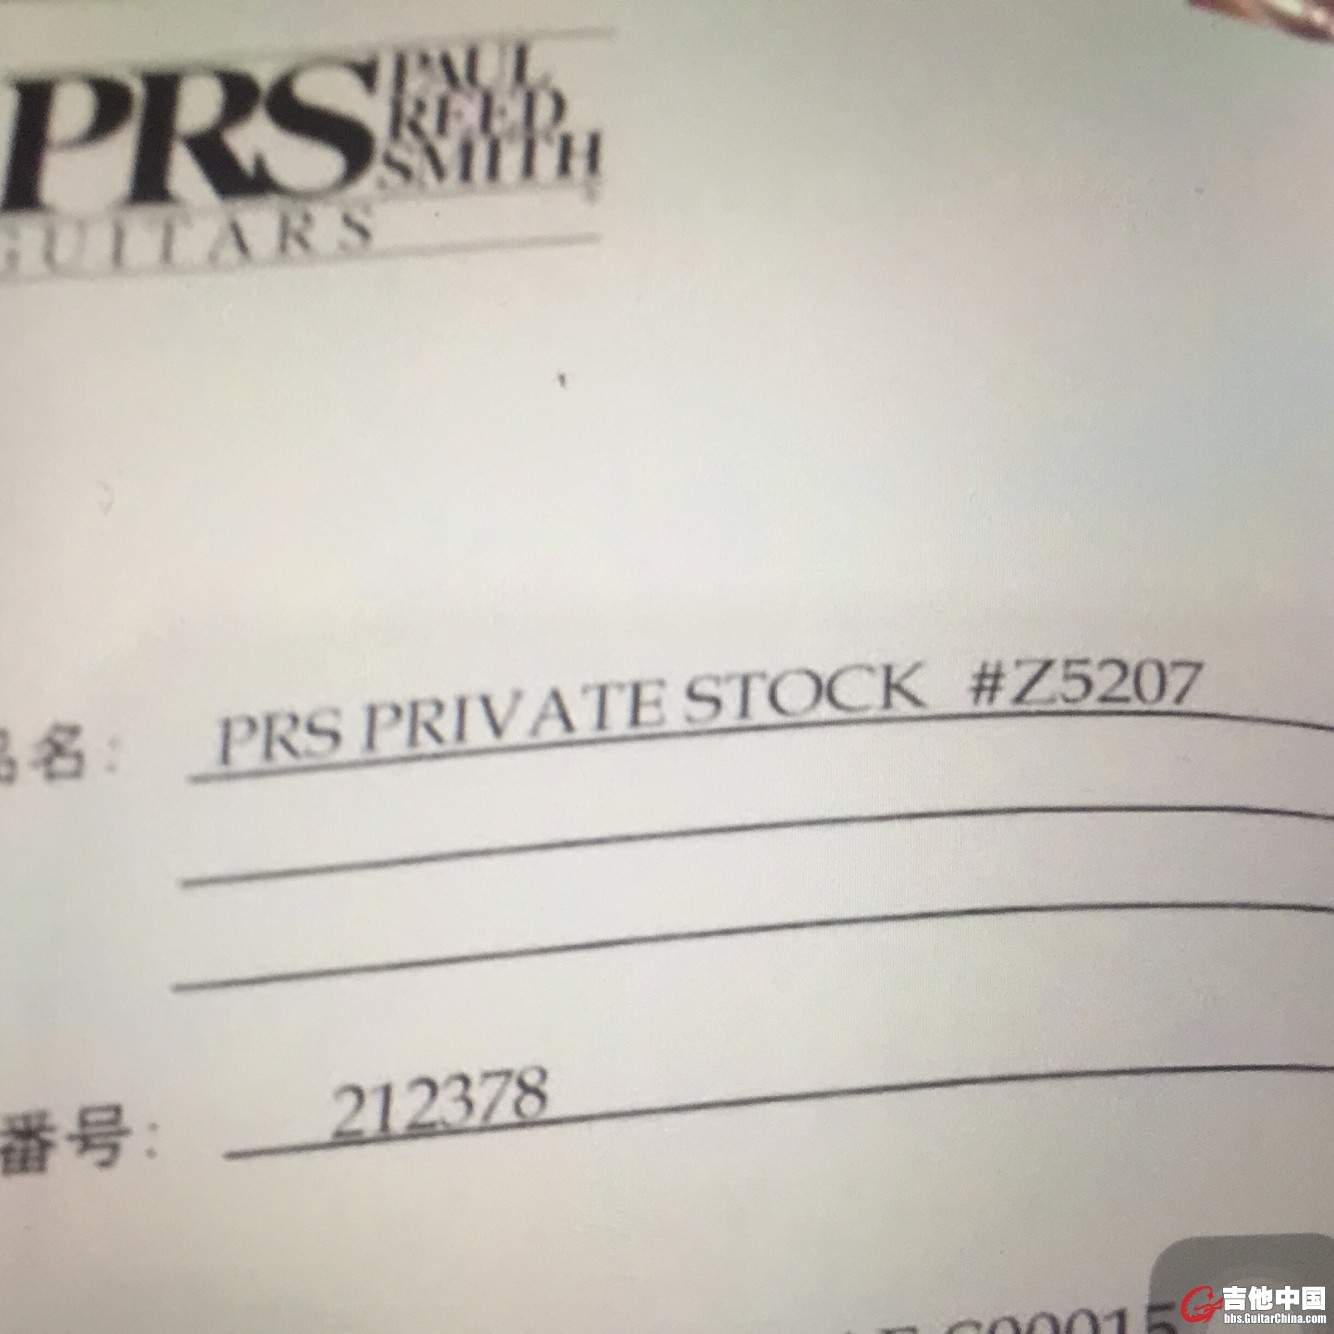 PRS PAUL
REED
SMITH
GUITARS
品名: PRS PRIVATE STOCK #Z5207
番号: 212378
吉他中国
bbs.GuitarChina.com